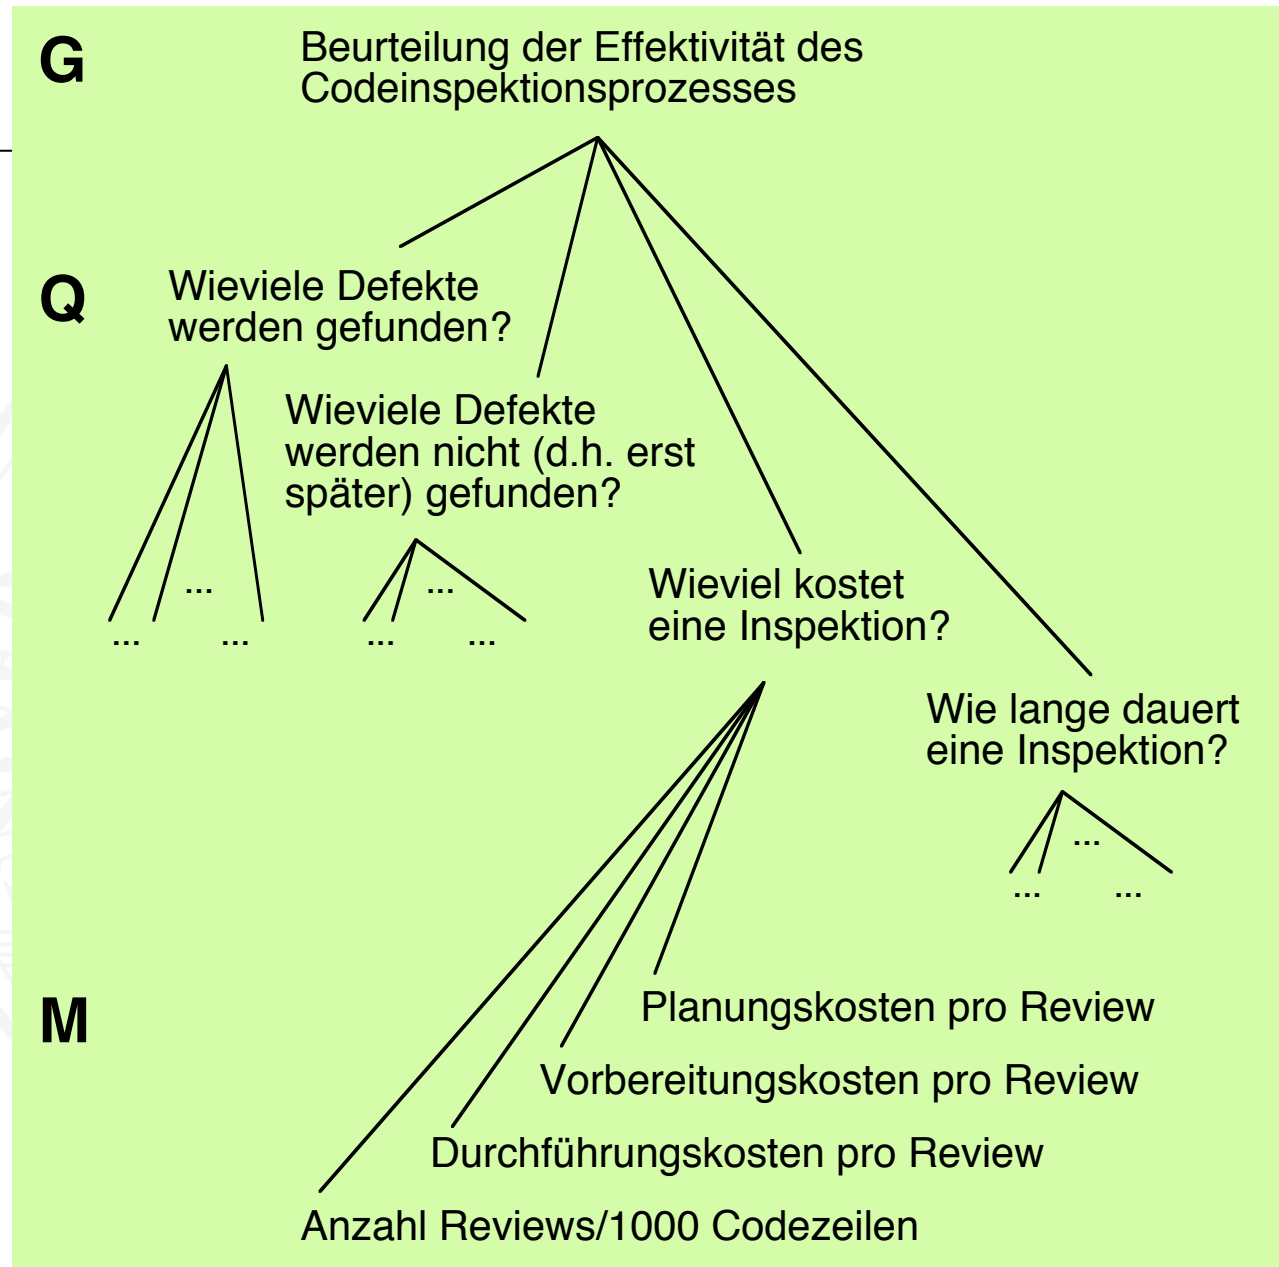 G
Beurteilung der Effektivität des
Codeinspektionsprozesses
Q
Wieviele Defekte
werden gefunden?
Wieviele Defekte
werden nicht (d.h. erst
später) gefunden?
...
...
...
...
...
...
Wieviel kostet
eine Inspektion?
Wie lange dauert
eine Inspektion?
...
...
...
M
Planungskosten pro Review
Vorbereitungskosten pro Review
Durchführungskosten pro Review
Anzahl Reviews/1000 Codezeilen